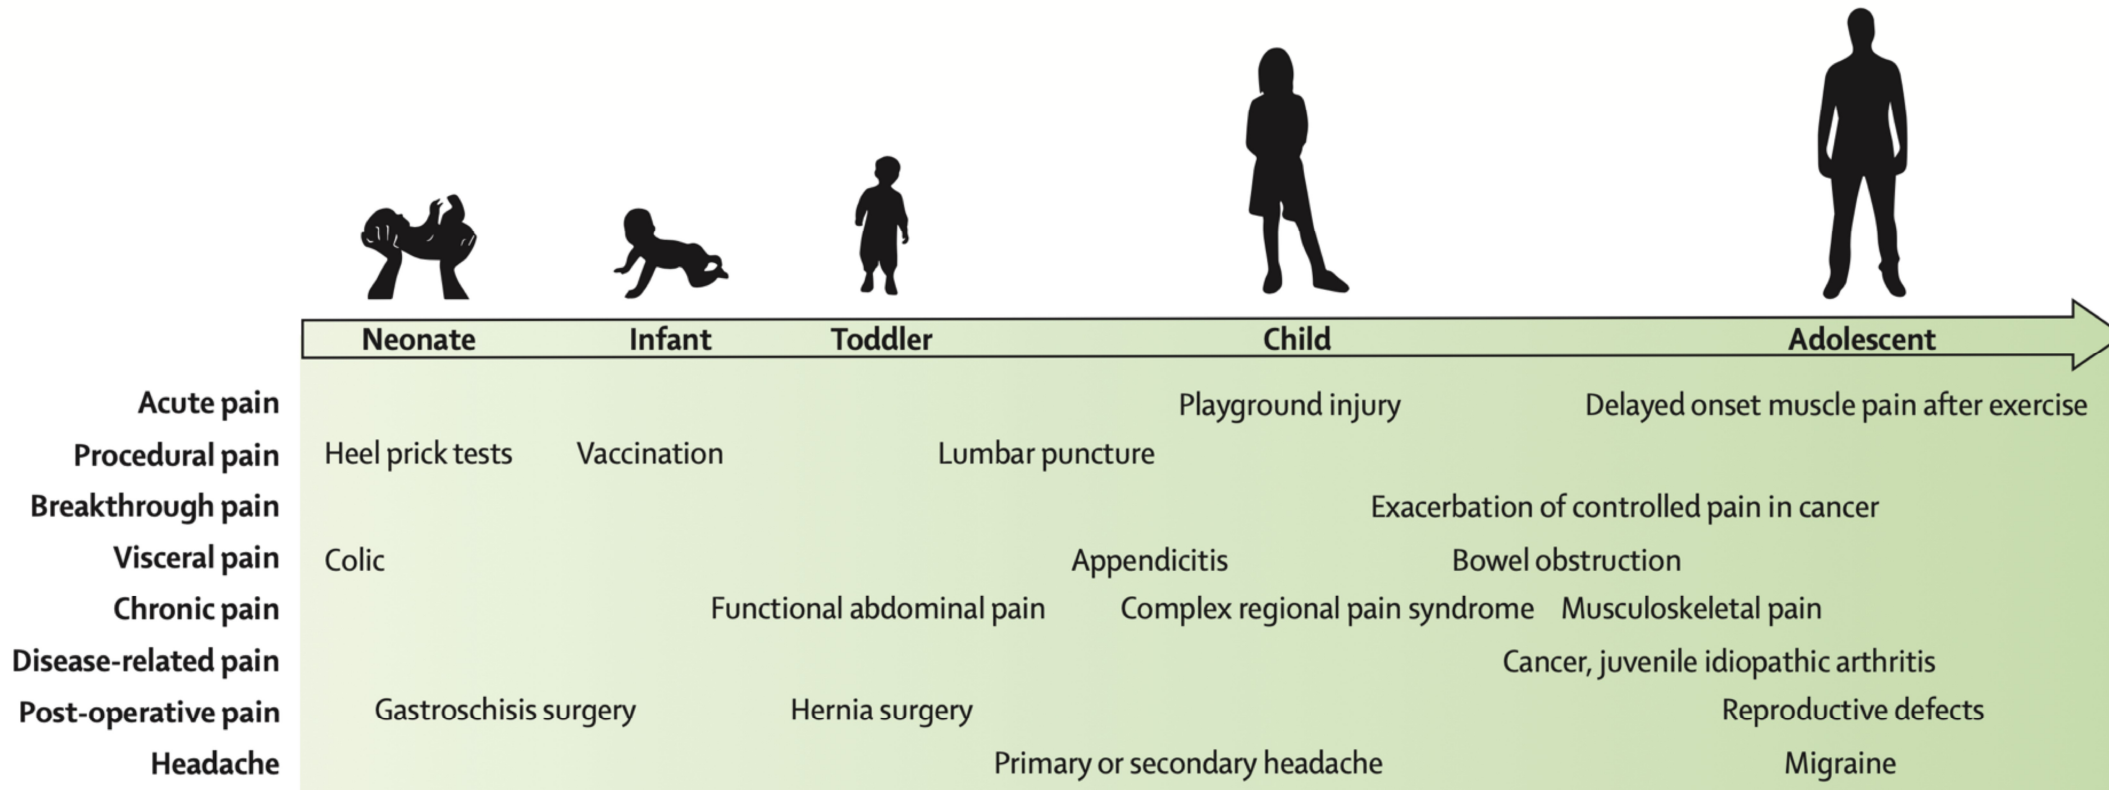 Neonate Infant Toddler Child Adolescent
Acute pain Playground injury Delayed onset muscle pain after exercise
Procedural pain Heel prick tests Vaccination Lumbar puncture
Breakthrough pain Exacerbation of controlled pain in cancer
Visceral pain Colic Appendicitis Bowel obstruction
Chronic pain Functional abdominal pain Complex regional pain syndrome Musculoskeletal pain
Disease-related pain Cancer, juvenile idiopathic arthritis
Post-operative pain Gastroschisis surgery Hernia surgery Reproductive defects
Headache Primary or secondary headache Migraine